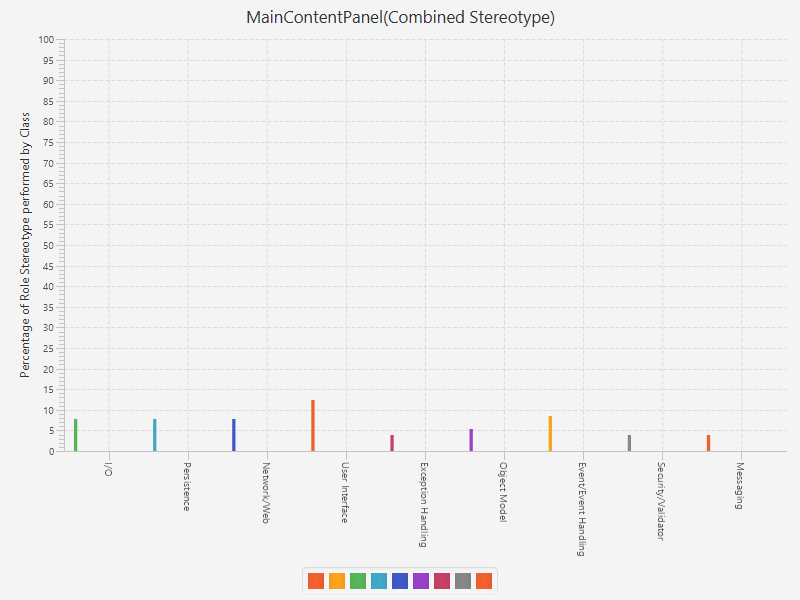 MainContentPanel(Combined Stereotype)
Percentage of Role Stereotype performed by Class
100
95
90
85
80
75
70
65
60
55
50
45
40
35
30
25
20
15
10
5
0
I/O
Persistence
Network/Web
User Interface
Exception Handling
Object Model
Event/Event Handling
Security/Validator
Messaging